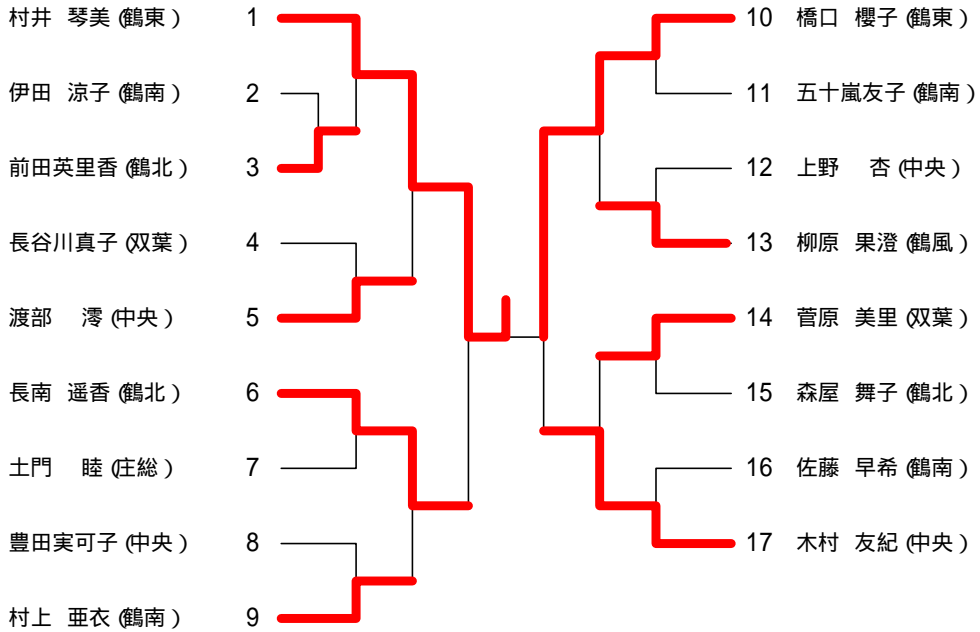 村井 琴美 (鶴東) 1
伊田 涼子 (鶴南) 2
前田英里香 (鶴北) 3
長谷川真子 (双葉) 4
渡部 澪 (中央) 5
長南 遥香 (鶴北) 6
土門 睦 (庄総) 7
豊田実可子 (中央) 8
村上 亜衣 (鶴南) 9
10 橋口 櫻子 (鶴東)
11 五十嵐友子 (鶴南)
12 上野 杏 (中央)
13 柳原 果澄 (鶴風)
14 菅原 美里 (双葉)
15 森屋 舞子 (鶴北)
16 佐藤 早希 (鶴南)
17 木村 友紀 (中央)